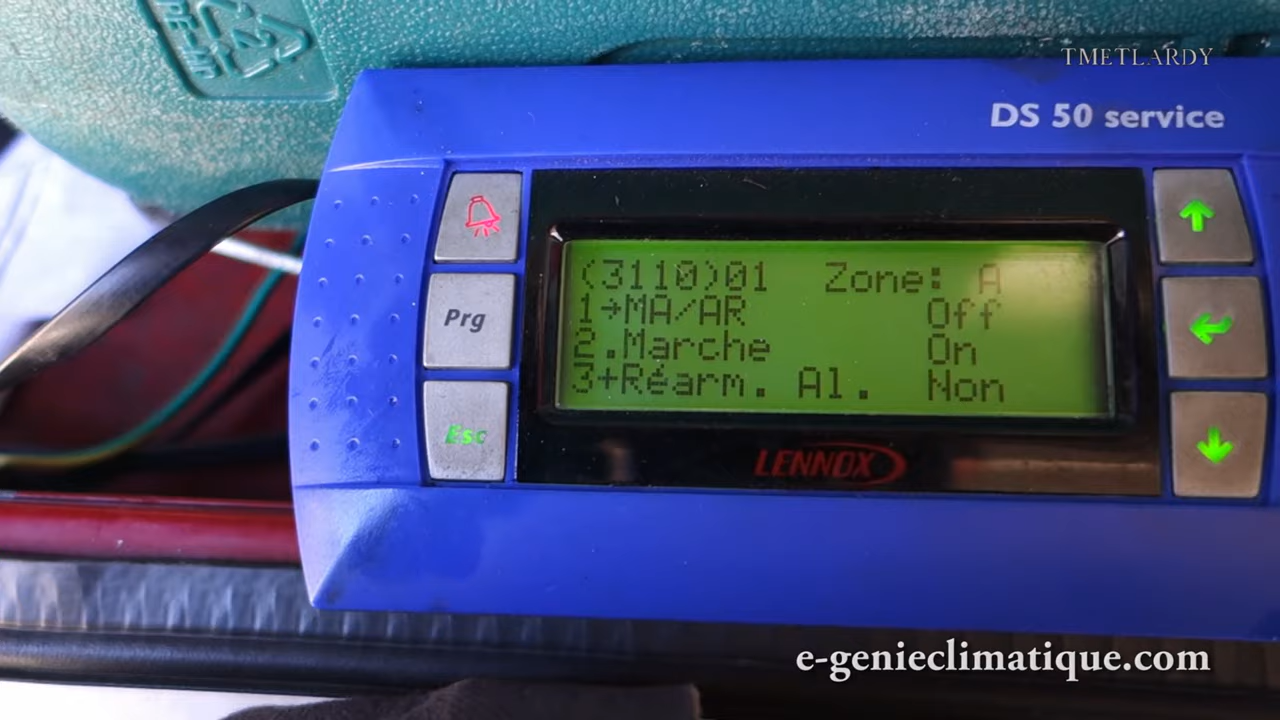 TMETLARDY
DS 50 service
(3110)01 Zone: A
1→MA/AR Off
2.Marche On
3+Réarm. Al. Non
Prg
Esc
LENNOX
e-genieclimatique.com